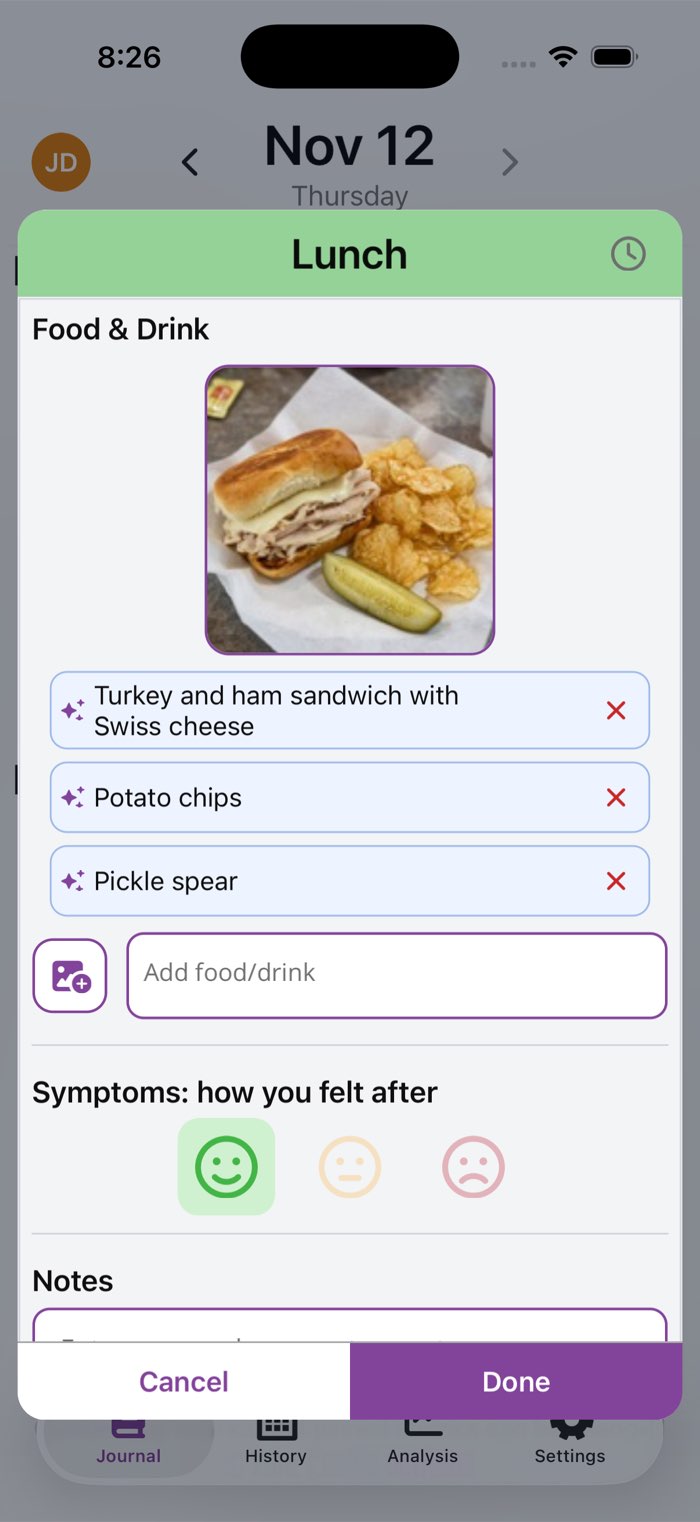 8:26
JD
Nov 12
Thursday
Lunch
Food & Drink
Turkey and ham sandwich with
Swiss cheese
Potato chips
Pickle spear
Add food/drink
Symptoms: how you felt after
Notes
Cancel
Done
Journal
History
Analysis
Settings